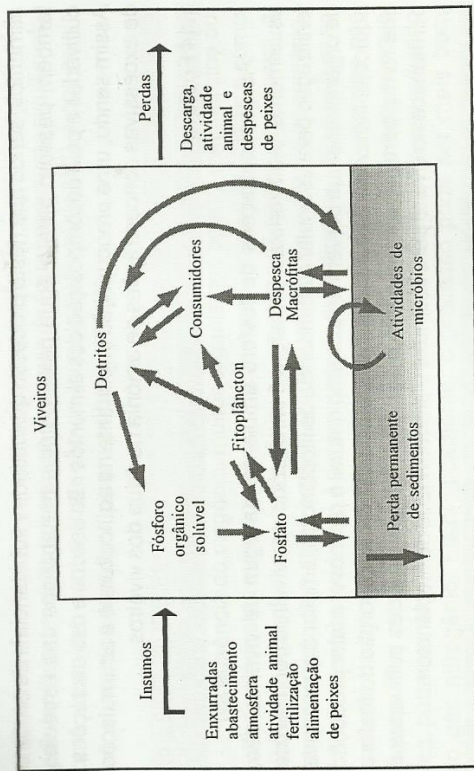 Viveiros
Insumos
Enxurradas
abastecimento
atmosfera
atividade animal
fertilização
alimentação
de peixes
Detritos
Fósforo
orgânico
solúvel
Fitoplâncton
Consumidores
Fosfato
Despesca
Macrófitas
Perda permanente
de sedimentos
Atividades de
micróbios
Perdas
Descarga,
atividade
animal e
despescas
de peixes